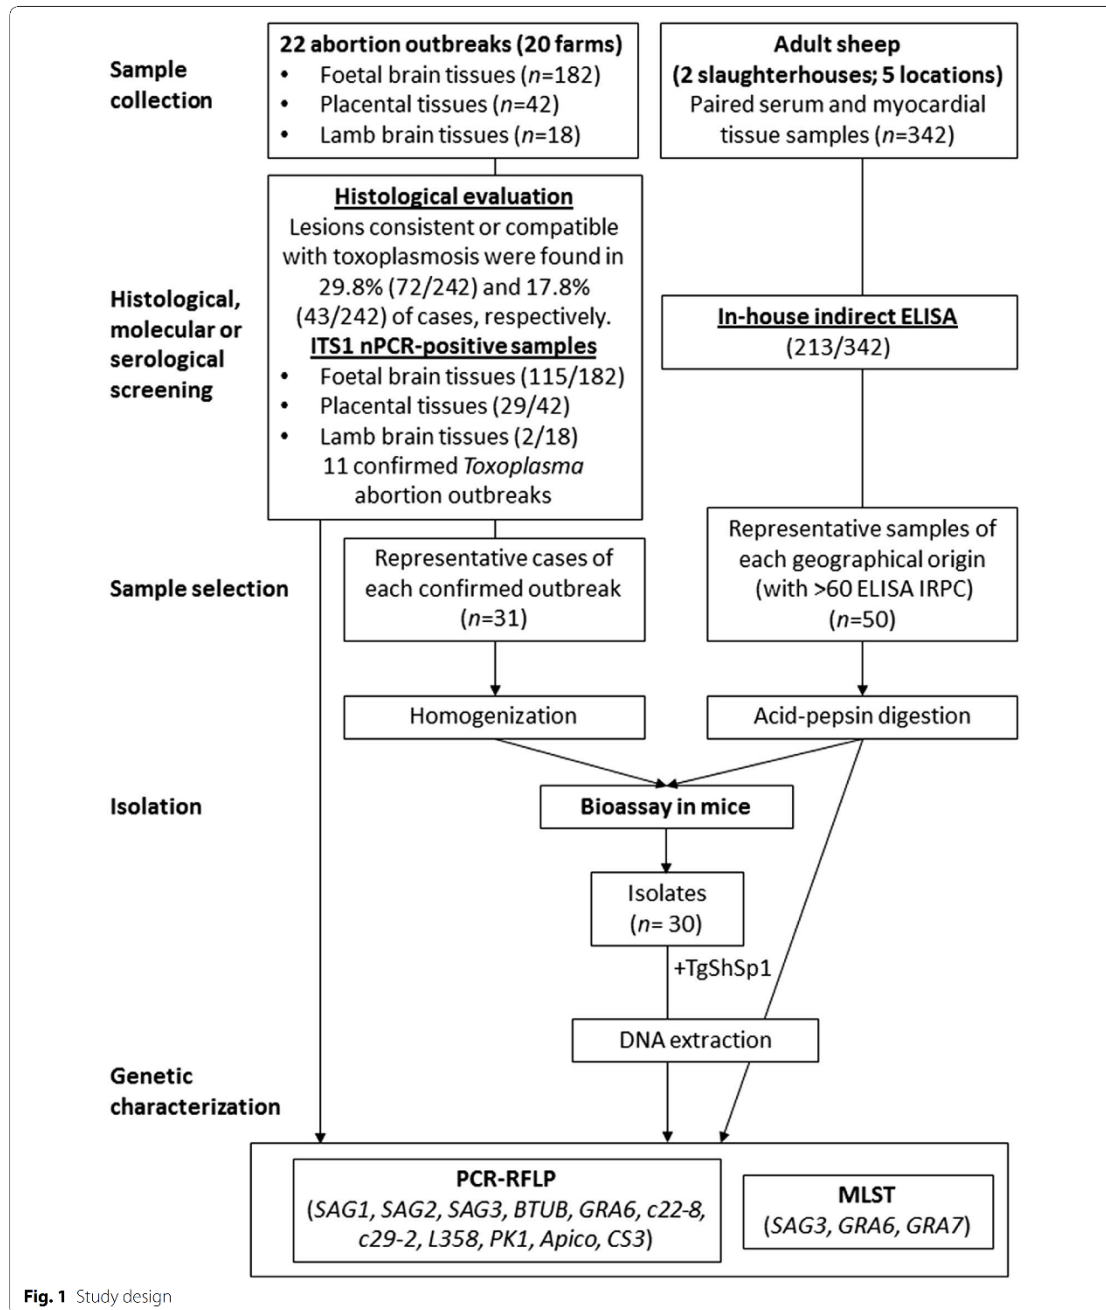 Sample
collection
22 abortion outbreaks (20 farms)
• Foetal brain tissues (n=182)
• Placental tissues (n=42)
• Lamb brain tissues (n=18)
Adult sheep
(2 slaughterhouses; 5 locations)
Paired serum and myocardial
tissue samples (n=342)
Histological,
molecular or
serological
screening
Histological evaluation
Lesions consistent or compatible
with toxoplasmosis were found in
29.8% (72/242) and 17.8%
(43/242) of cases, respectively.
ITS1 nPCR-positive samples
• Foetal brain tissues (115/182)
• Placental tissues (29/42)
• Lamb brain tissues (2/18)
11 confirmed Toxoplasma
abortion outbreaks
In-house indirect ELISA
(213/342)
Sample selection
Representative cases of
each confirmed outbreak
(n=31)
Representative samples of
each geographical origin
(with >60 ELISA IRPC)
(n=50)
Homogenization
Acid-pepsin digestion
Isolation
Bioassay in mice
Isolates
(n= 30)
+TgShSp1
DNA extraction
Genetic
characterization
PCR-RFLP
(SAG1, SAG2, SAG3, BTUB, GRA6, c22-8,
c29-2, L358, PK1, Apico, CS3)
MLST
(SAG3, GRA6, GRA7)
Fig. 1 Study design